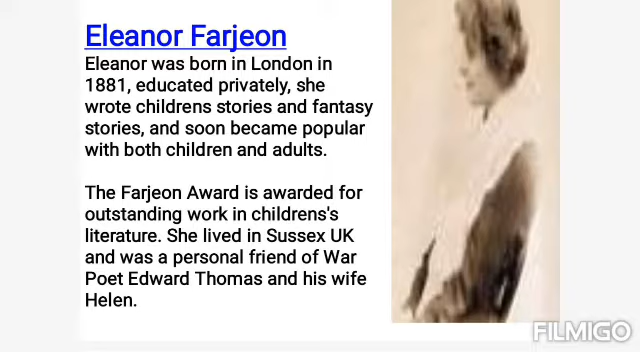 Eleanor Farjeon
Eleanor was born in London in
1881, educated privately, she
wrote childrens stories and fantasy
stories, and soon became popular
with both children and adults.
The Farjeon Award is awarded for
outstanding work in childrens's
literature. She lived in Sussex UK
and was a personal friend of War
Poet Edward Thomas and his wife
Helen.
FILMIGO